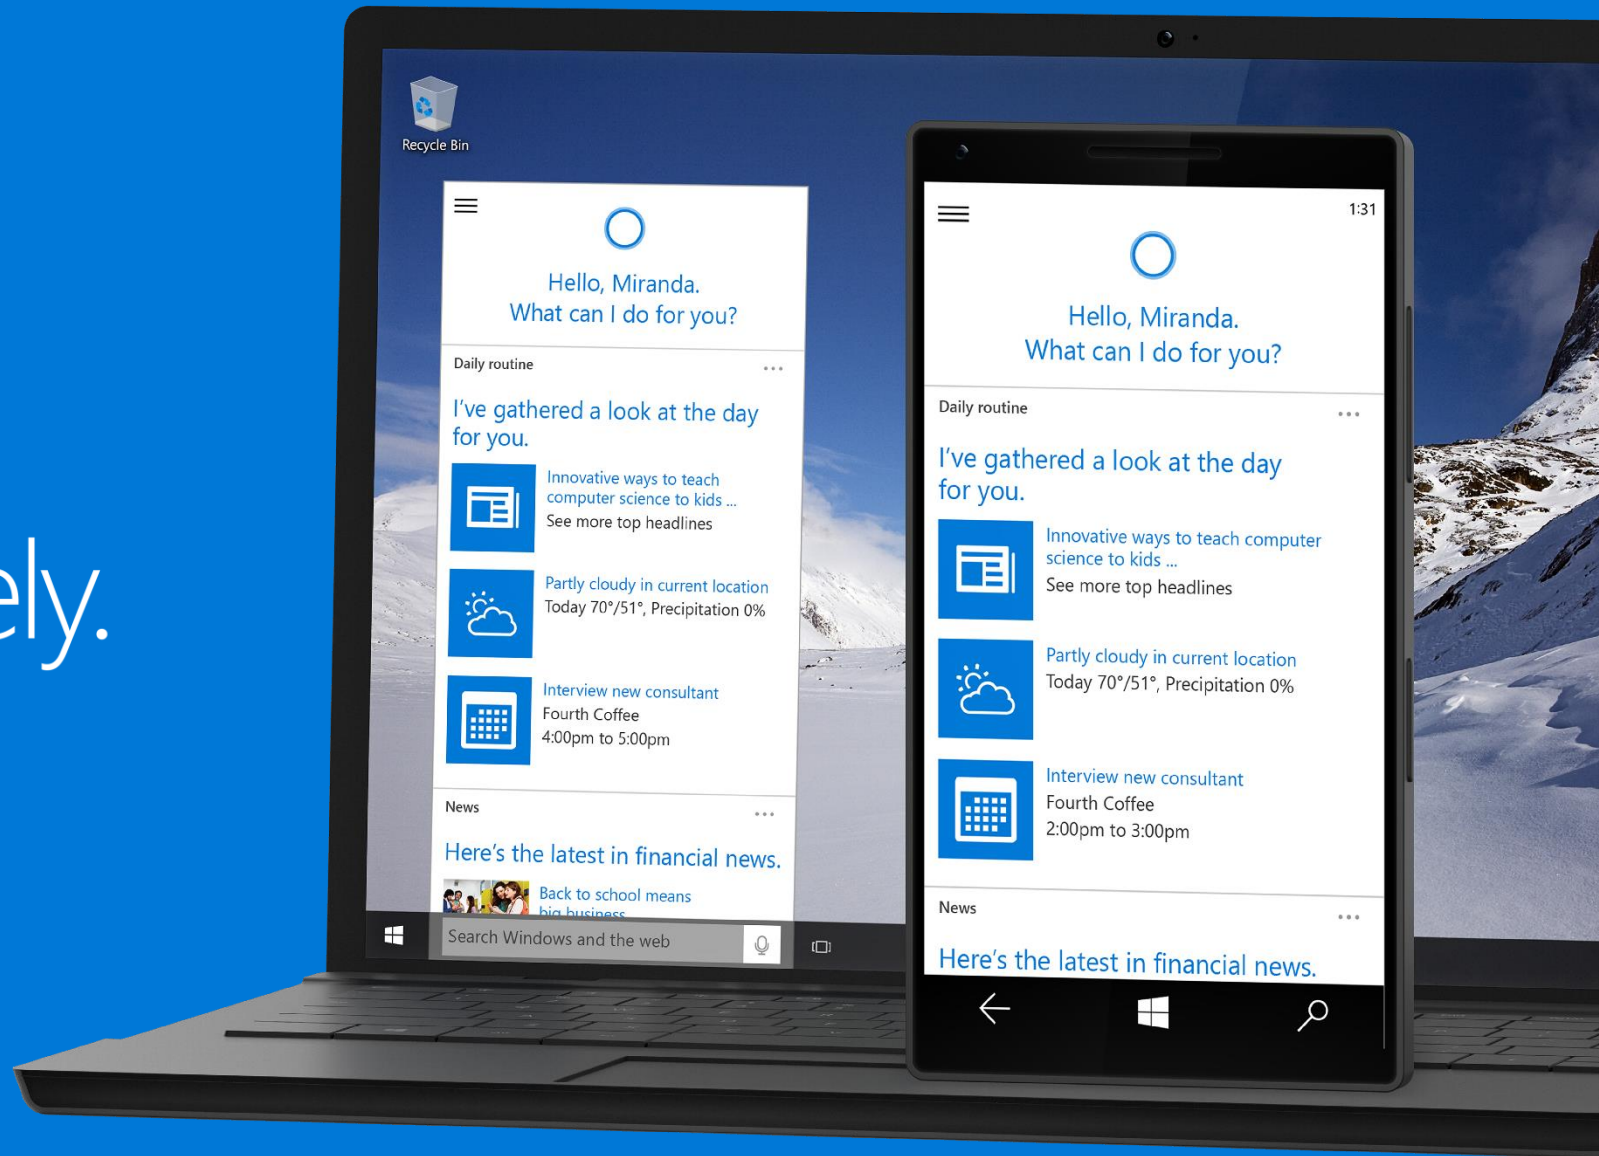 ely.
Recycle Bin
Hello, Miranda.
What can I do for you?
Daily routine
I've gathered a look at the day
for you.
Innovative ways to teach
computer science to kids ...
See more top headlines
Partly cloudy in current location
Today 70°/51°, Precipitation 0%
Interview new consultant
Fourth Coffee
4:00pm to 5:00pm
News
Here's the latest in financial news.
Back to school means
big business
Search Windows and the web
1:31
Hello, Miranda.
What can I do for you?
Daily routine
I've gathered a look at the day
for you.
Innovative ways to teach computer
science to kids ...
See more top headlines
Partly cloudy in current location
Today 70°/51°, Precipitation 0%
Interview new consultant
Fourth Coffee
2:00pm to 3:00pm
News
Here's the latest in financial news.